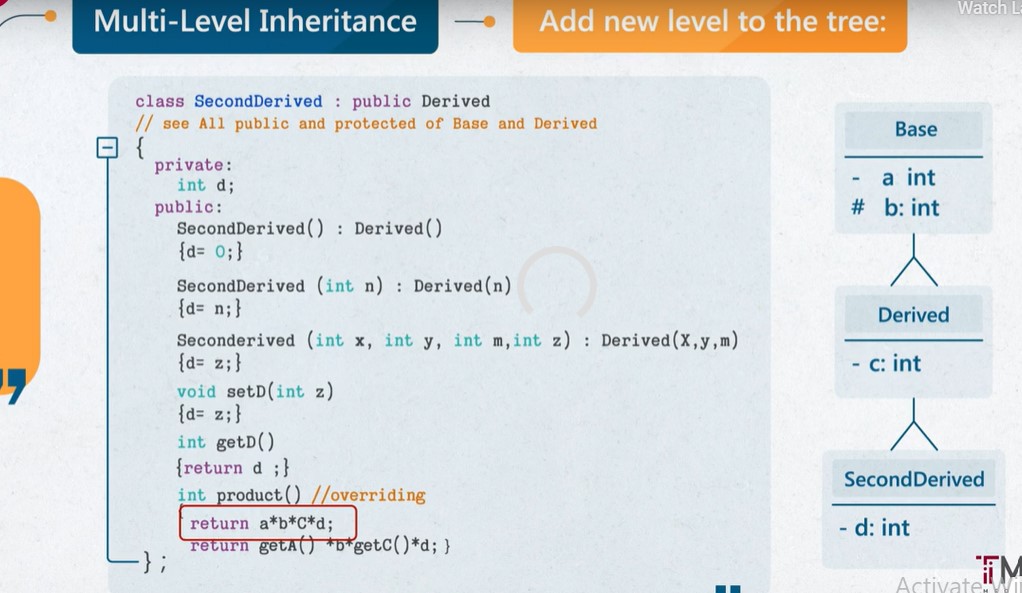 Multi-Level Inheritance
Add new level to the tree:
class SecondDerived : public Derived
// see All public and protected of Base and Derived
{
private:
int d;
public:
SecondDerived() : Derived()
{d= 0;}
SecondDerived (int n) : Derived(n)
{d= n;}
Seconderived (int x, int y, int m,int z) : Derived(X,y,m)
{d= z;}
void setD(int z)
{d= z;}
int getD()
{return d ;}
int product() //overriding
{
return a*b*C*d;
return getA() *b*getC()*d; }
};
Base
- a int
# b: int
Derived
- c: int
SecondDerived
- d: int
Watch
Activate